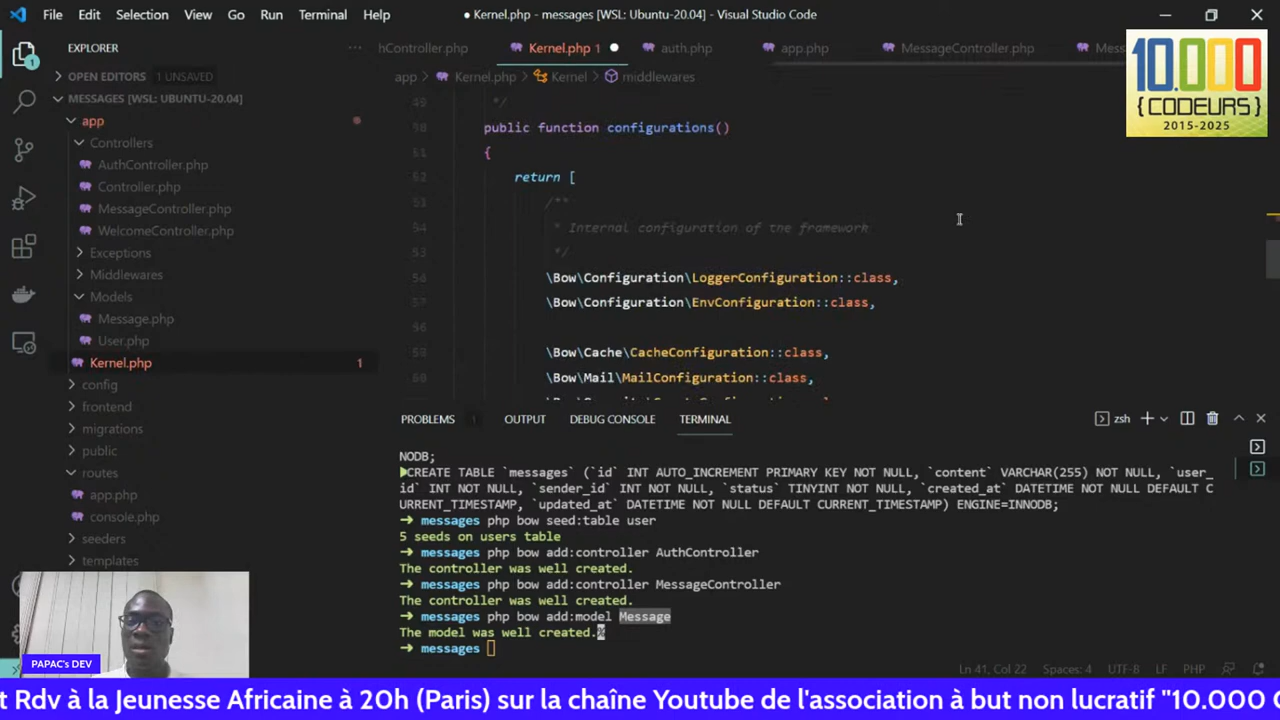 File Edit Selection View Go Run Terminal Help
● Kernel.php - messages [WSL: Ubuntu-20.04] - Visual Studio Code
EXPLORER
OPEN EDITORS 1 UNSAVED
MESSAGES [WSL: UBUNTU-20.04]
app
Controllers
AuthController.php
Controller.php
MessageController.php
WelcomeController.php
Exceptions
Middlewares
Models
Message.php
User.php
Kernel.php 1
config
frontend
migrations
public
routes
app.php
console.php
seeders
templates
hController.php Kernel.php 1 ● auth.php app.php MessageController.php Mess
app > Kernel.php > Kernel > middlewares
*/
public function configurations()
{
return [
/**
* Internal configuration of the framework
*/
\Bow\Configuration\LoggerConfiguration::class,
\Bow\Configuration\EnvConfiguration::class,
\Bow\Cache\CacheConfiguration::class,
\Bow\Mail\MailConfiguration::class,
10.000
{CODEURS}
2015-2025
PROBLEMS 1 OUTPUT DEBUG CONSOLE TERMINAL
zsh
NODB;
CREATE TABLE `messages` (`id` INT AUTO_INCREMENT PRIMARY KEY NOT NULL, `content` VARCHAR(255) NOT NULL, `user_
id` INT NOT NULL, `sender_id` INT NOT NULL, `status` TINYINT NOT NULL, `created_at` DATETIME NOT NULL DEFAULT C
URRENT_TIMESTAMP, `updated_at` DATETIME NOT NULL DEFAULT CURRENT_TIMESTAMP) ENGINE=INNODB;
➜ messages php bow seed:table user
5 seeds on users table
➜ messages php bow add:controller AuthController
The controller was well created.
➜ messages php bow add:controller MessageController
The controller was well created.
➜ messages php bow add:model Message
The model was well created.%
➜ messages
PAPAC's DEV
Ln 41, Col 22 Spaces: 4 UTF-8 LF PHP
t Rdv à la Jeunesse Africaine à 20h (Paris) sur la chaîne Youtube de l'association à but non lucratif "10.000 C